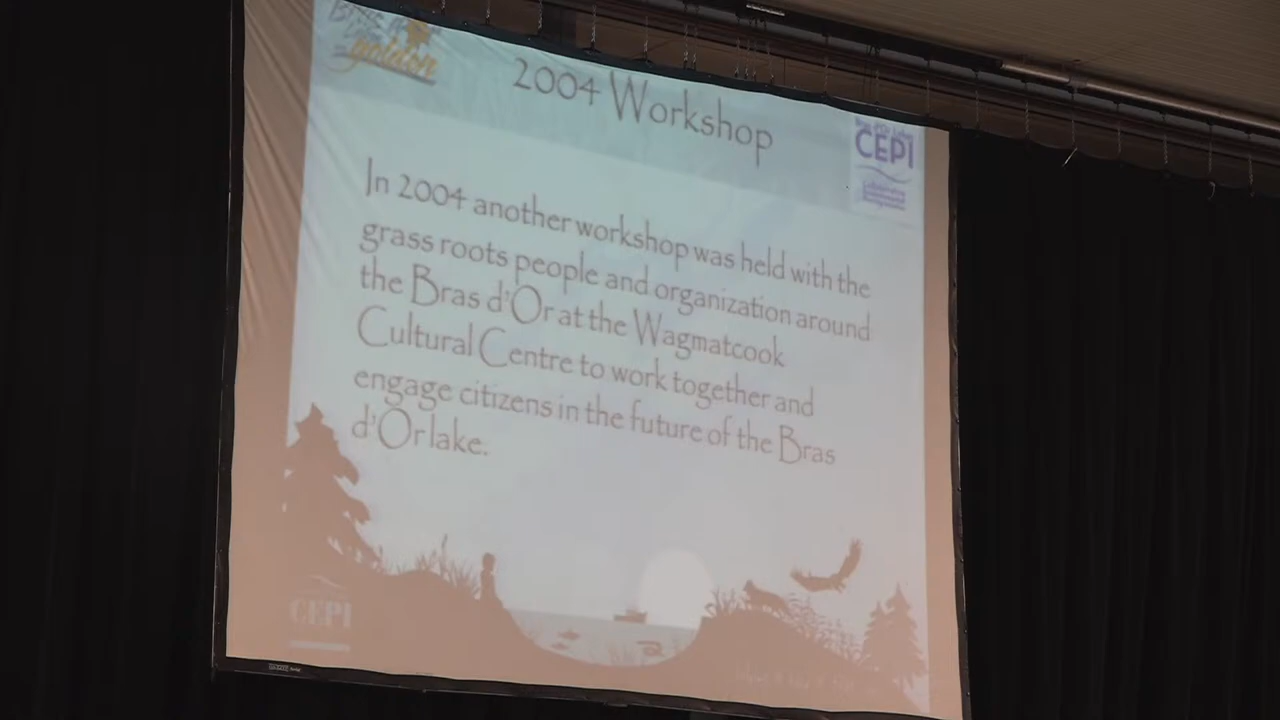 golden
2004 Workshop
CEPI
In 2004 another workshop was held with the
grass roots people and organization around
the Bras d'Or at the Wagmatcook
Cultural Centre to work together and
engage citizens in the future of the Bras
d'Or lake.
CEPI